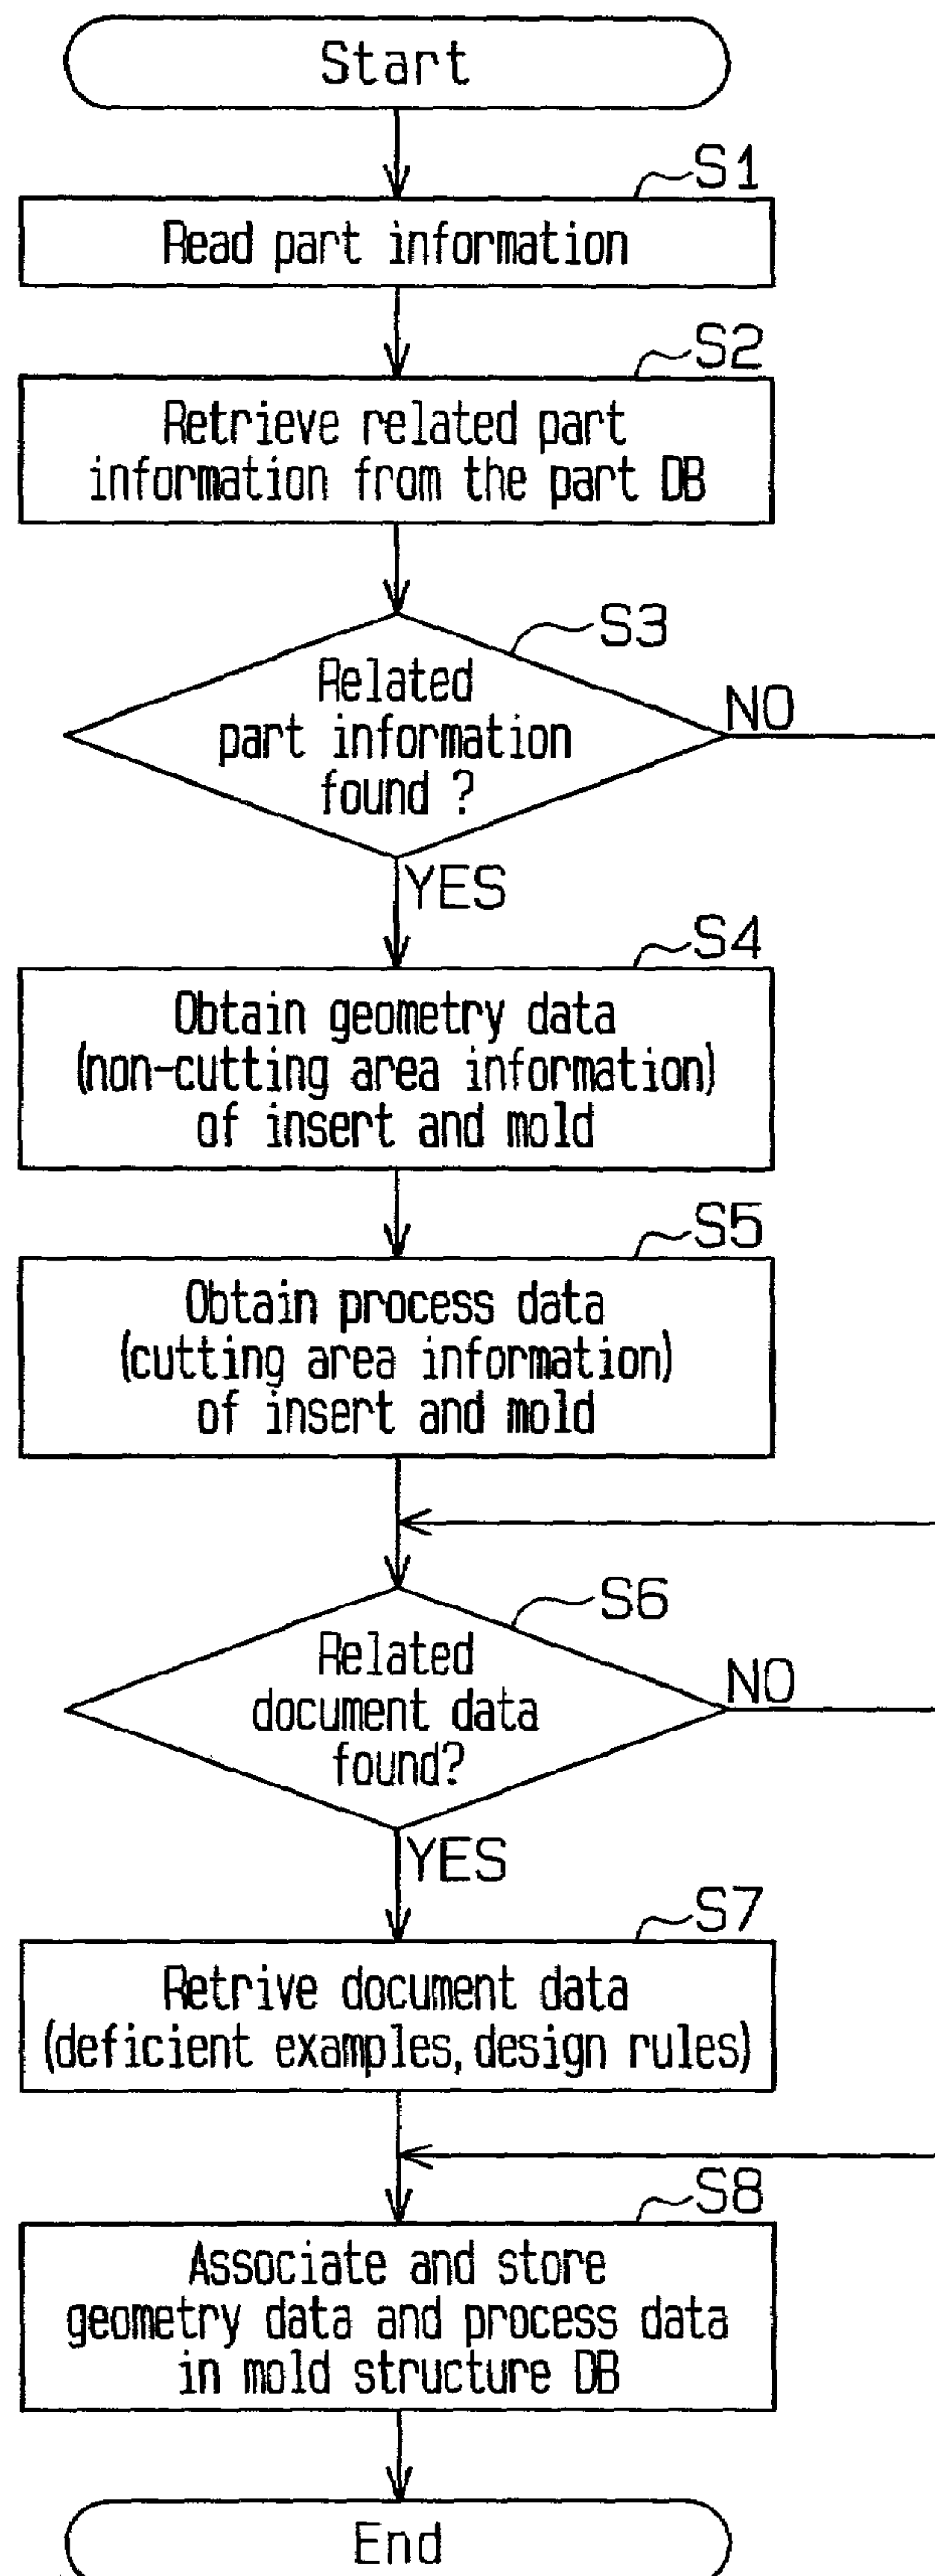 Start
S1
Read part information
S2
Retrieve related part
information from the part DB
S3
Related
part information
found ?
NO
YES
S4
Obtain geometry data
(non-cutting area information)
of insert and mold
S5
Obtain process data
(cutting area information)
of insert and mold
S6
Related
document data
found?
NO
YES
S7
Retrive document data
(deficient examples, design rules)
S8
Associate and store
geometry data and process data
in mold structure DB
End